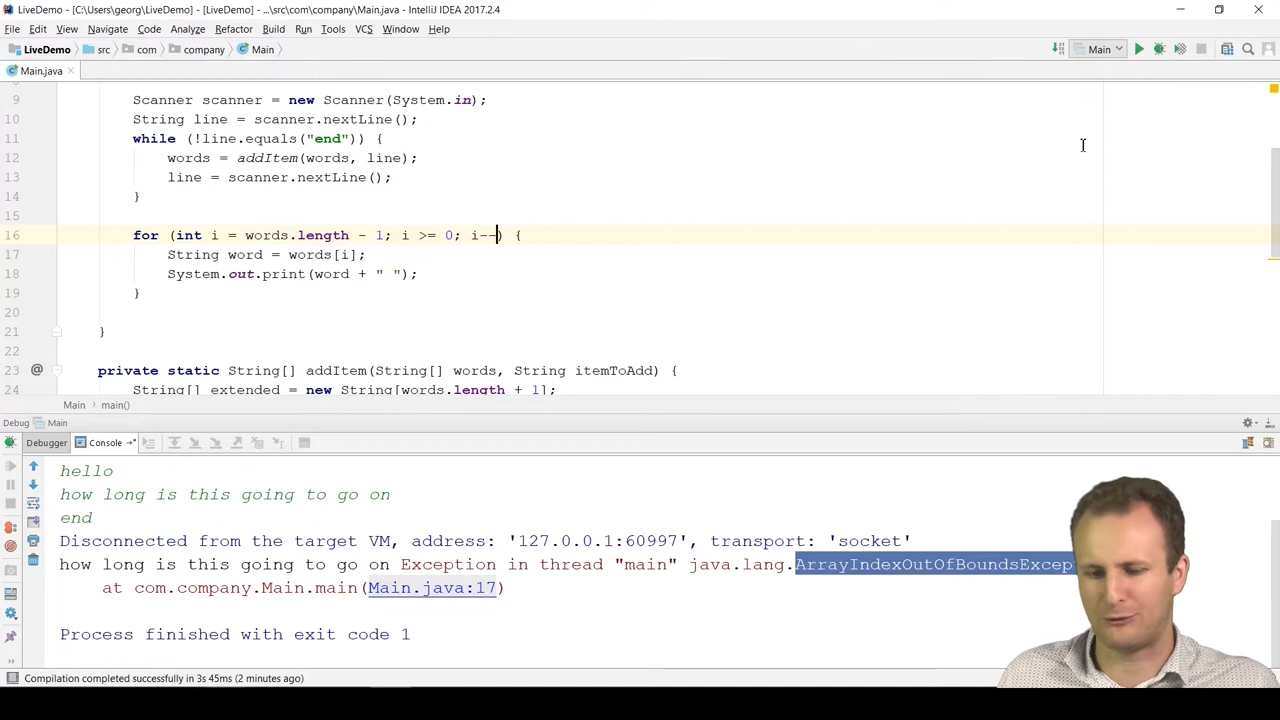 LiveDemo - [C:\Users\georg\LiveDemo] - [LiveDemo] - ...\src\com\company\Main.java - IntelliJ IDEA 2017.2.4
File Edit View Navigate Code Analyze Refactor Build Run Tools VCS Window Help
LiveDemo src com company Main Main
Main.java
9 Scanner scanner = new Scanner(System.in);
10 String line = scanner.nextLine();
11 while (!line.equals("end")) {
12 words = addItem(words, line);
13 line = scanner.nextLine();
14 }
15
16 for (int i = words.length - 1; i >= 0; i--) {
17 String word = words[i];
18 System.out.print(word + " ");
19 }
20
21 }
22
23 @ private static String[] addItem(String[] words, String itemToAdd) {
24 String[] extended = new String[words.length + 1];
Main main()
Debug Main
Debugger Console
hello
how long is this going to go on
end
Disconnected from the target VM, address: '127.0.0.1:60997', transport: 'socket'
how long is this going to go on Exception in thread "main" java.lang.ArrayIndexOutOfBoundsExcep
at com.company.Main.main(Main.java:17)
Process finished with exit code 1
Compilation completed successfully in 3s 45ms (2 minutes ago)